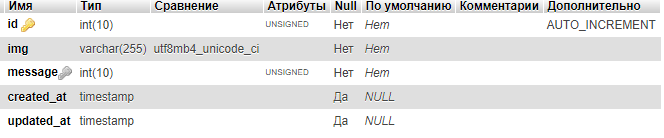 Имя Тип Сравнение Атрибуты Null По умолчанию Комментарии Дополнительно
id int(10) UNSIGNED Нет Нет AUTO_INCREMENT
img varchar(255) utf8mb4_unicode_ci Нет Нет
message int(10) UNSIGNED Нет Нет
created_at timestamp Да NULL
updated_at timestamp Да NULL